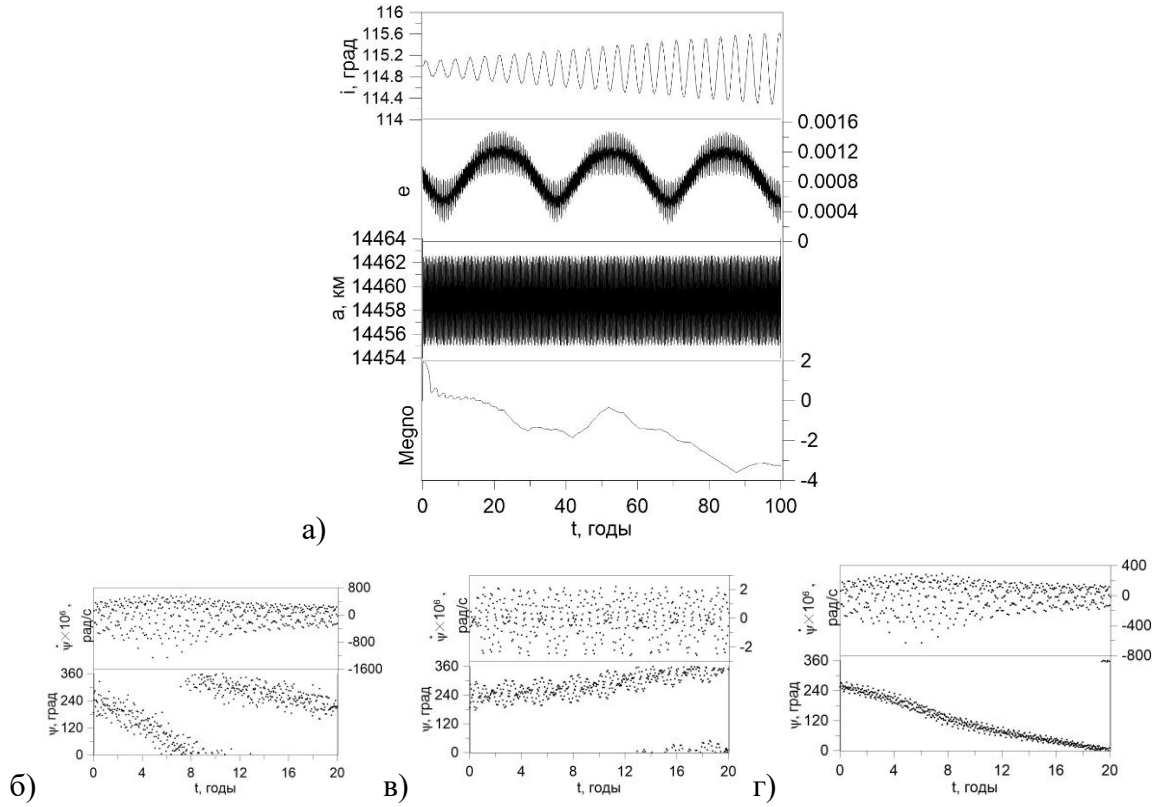 116
115.6
115.2
114.8
114.4
114
i, град
0.0016
0.0012
0.0008
0.0004
0
e
14464
14462
14460
14458
14456
14454
a, км
2
0
-2
-4
Megno
0 20 40 60 80 100
t, годы
а)
800
0
-800
-1600
ψ̇×10⁶, рад/с
360
240
120
0
ψ, град
0 4 8 12 16 20
t, годы
б)
2
0
-2
ψ̇×10⁶, рад/с
360
240
120
0
ψ, град
0 4 8 12 16 20
t, годы
в)
400
0
-400
-800
ψ̇×10⁶, рад/с
360
240
120
0
ψ, град
0 4 8 12 16 20
t, годы
г)